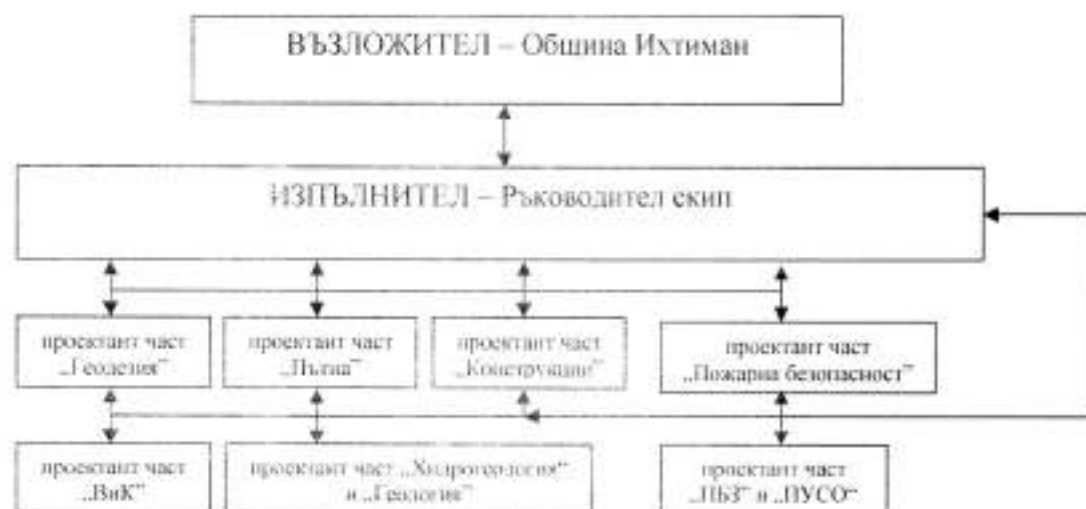 ВЪЗЛОЖИТЕЛ – Община Ихтиман
ИЗПЪЛНИТЕЛ – Ръководител екип
проектант част
„Геодезия”
проектант част
„Пътна”
проектант част
„Конструкции”
проектант част
„Пожарна безопасност”
проектант част
„ВиК”
проектант част „Хидрогеология“
и „Геология”
проектант част
„ПБЗ” и „ПУСО“